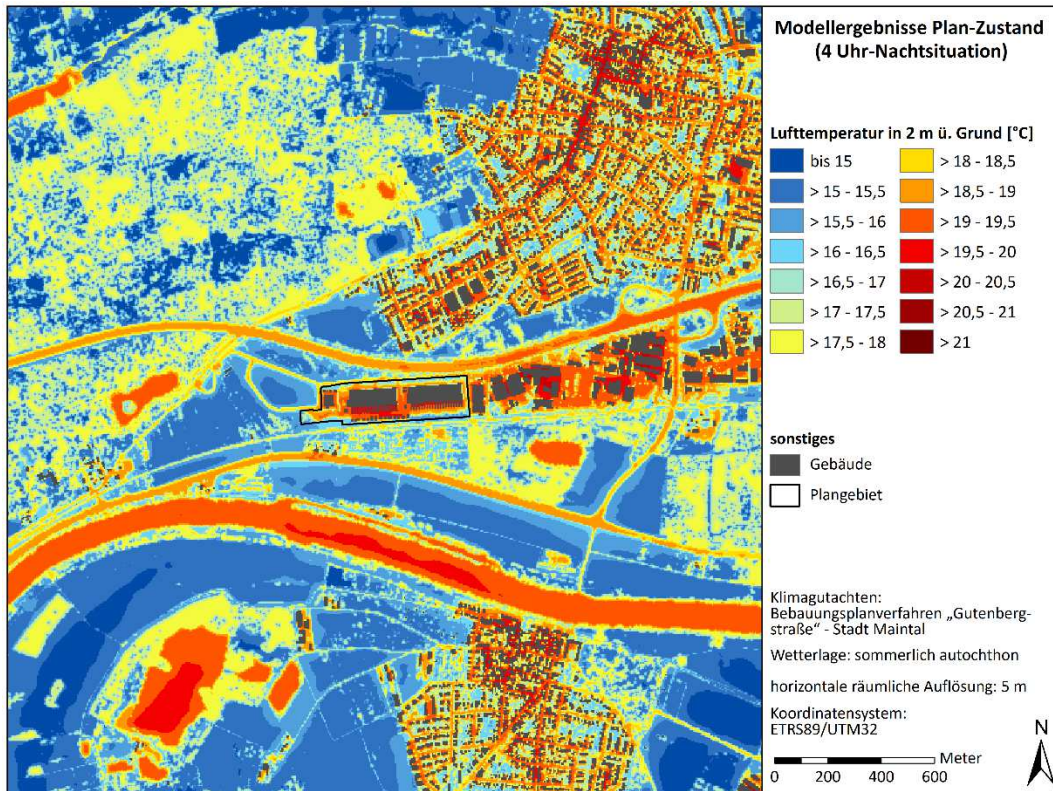 Modellergebnisse Plan-Zustand
(4 Uhr-Nachtsituation)
Lufttemperatur in 2 m ü. Grund [°C]
bis 15
> 15 - 15,5
> 15,5 - 16
> 16 - 16,5
> 16,5 - 17
> 17 - 17,5
> 17,5 - 18
> 18 - 18,5
> 18,5 - 19
> 19 - 19,5
> 19,5 - 20
> 20 - 20,5
> 20,5 - 21
> 21
sonstiges
Gebäude
Plangebiet
Klimagutachten:
Bebauungsplanverfahren „Gutenberg-
straße“ - Stadt Maintal
Wetterlage: sommerlich autochthon
horizontale räumliche Auflösung: 5 m
Koordinatensystem:
ETRS89/UTM32
N
Meter
0 200 400 600